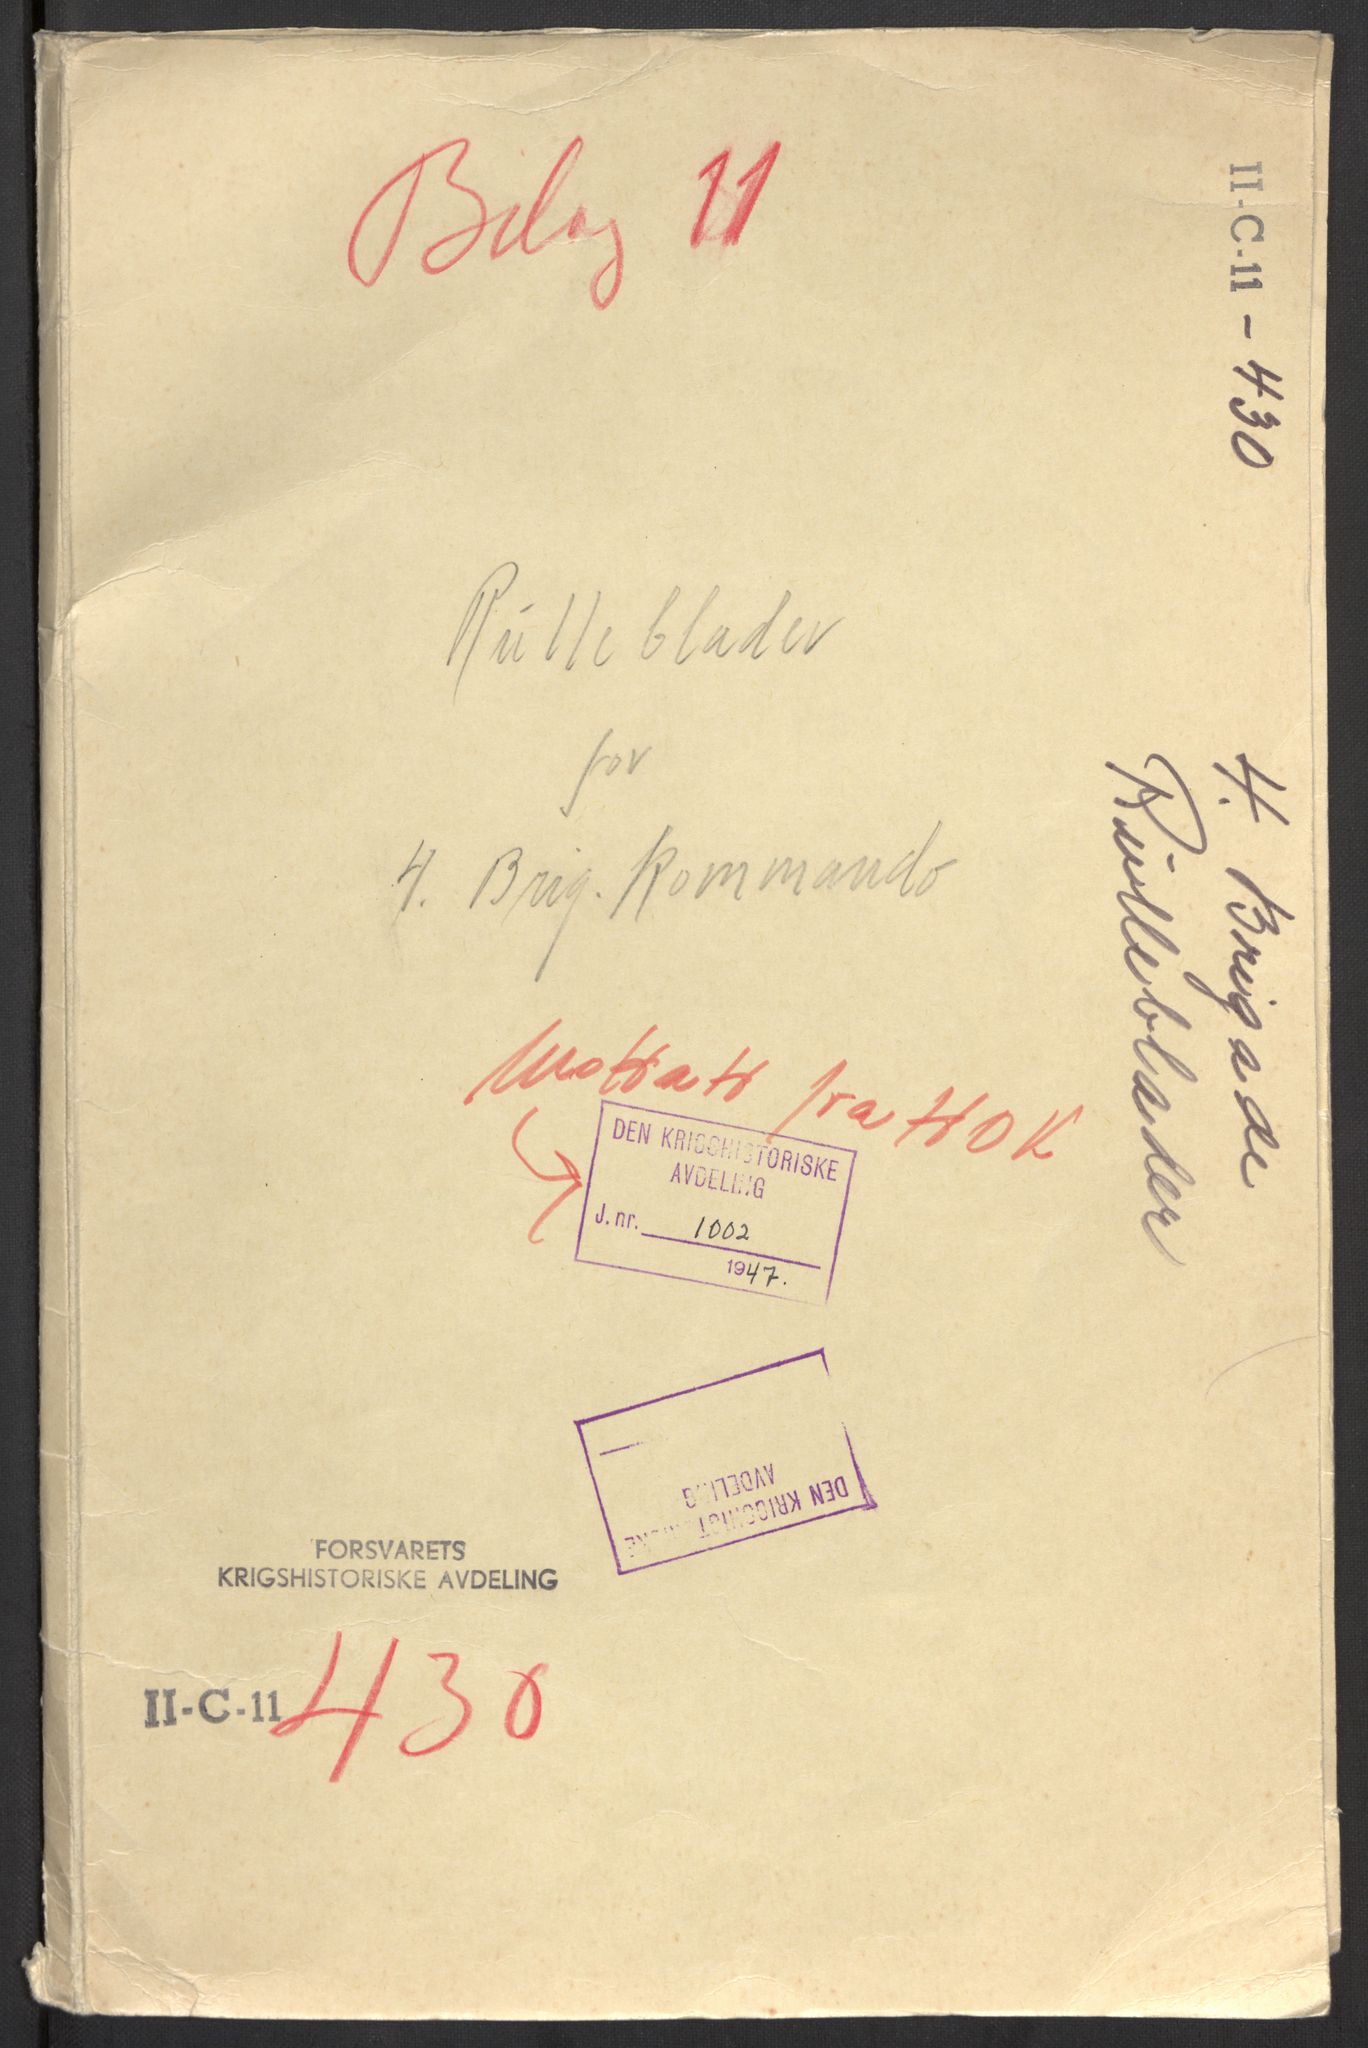 Bilag 11
II-C-11 - 430
Rulleblader
for
4. Brig. Kommando
4. Brigade
Rulleblader
Mottatt fra HOK
DEN KRIGSHISTORISKE
AVDELING
J. nr. 1002
1947.
DEN KRIGSHISTORISKE
AVDELING
FORSVARETS
KRIGSHISTORISKE AVDELING
II-C-11 430